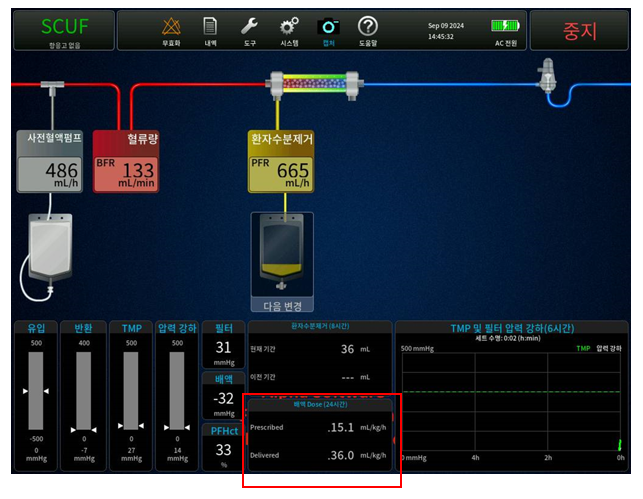 SCUF
항응고 없음
무효화
내역
도구
시스템
캡처
도움말
Sep 09 2024
14:45:32
AC 전원
중지
사전혈액펌프
486
mL/h
혈류량
BFR
133
mL/min
환자수분제거
PFR
665
mL/h
다음 변경
유입
500
-500
0
mmHg
반환
400
0
-7
mmHg
TMP
500
0
27
mmHg
압력 강하
500
0
14
mmHg
필터
31
mmHg
배액
-32
mmHg
PFHct
33
%
환자수분제거 (8시간)
현재 기간 36 mL
이전 기간 --- mL
배액 Dose (24시간)
Prescribed .15.1 mL/kg/h
Delivered .36.0 mL/kg/h
TMP 및 필터 압력 강하(6시간)
세트 수명: 0:02 (h:min)
500 mmHg
TMP 압력 강하
0 mmHg
4h
2h
0h